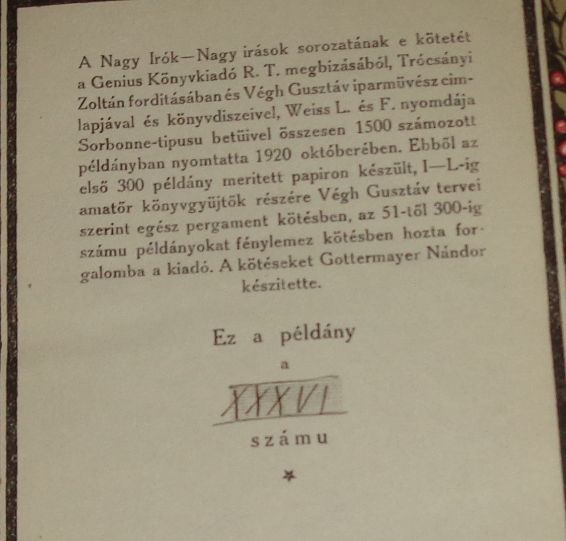 A Nagy Irók—Nagy irások sorozatának e kötetét
a Genius Könyvkiadó R. T. megbizásából, Trócsányi
Zoltán forditásában és Végh Gusztáv iparmüvész cim-
lapjával és könyvdiszeivel, Weiss L. és F. nyomdája
Sorbonne-tipusu betüivel összesen 1500 számozott
példányban nyomtatta 1920 októberében. Ebből az
első 300 példány meritett papiron készült, I—L-ig
amatőr könyvgyüjtők részére Végh Gusztáv tervei
szerint egész pergament kötésben, az 51-től 300-ig
számu példányokat fénylemez kötésben hozta for-
galomba a kiadó. A kötéseket Gottermayer Nándor
készitette.
Ez a példány
a
XXXVI
számu